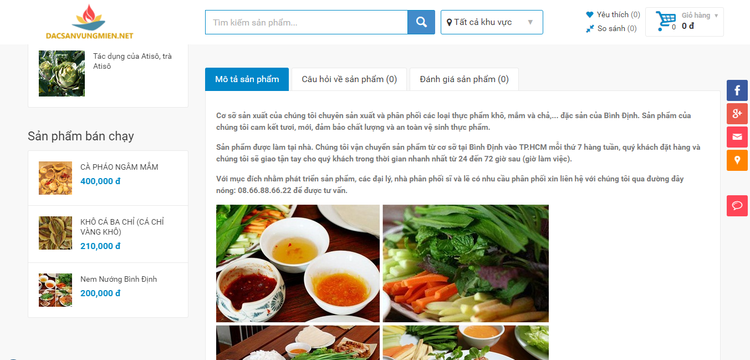 DACSANVUNGMIEN.NET
Tìm kiếm sản phẩm...
Tất cả khu vực
Yêu thích (0)
So sánh (0)
0
Giỏ hàng
0 đ
Tác dụng của Atisô, trà
Atisô
Sản phẩm bán chạy
CÀ PHÁO NGÂM MẮM
400,000 đ
KHÔ CÁ BA CHỈ (CÁ CHỈ
VÀNG KHÔ)
210,000 đ
Nem Nướng Bình Định
200,000 đ
Mô tả sản phẩm
Câu hỏi về sản phẩm (0)
Đánh giá sản phẩm (0)
Cơ sở sản xuất của chúng tôi chuyên sản xuất và phân phối các loại thực phẩm khô, mắm và chả,... đặc sản của Bình Định. Sản phẩm của
chúng tôi cam kết tươi, mới, đảm bảo chất lượng và an toàn vệ sinh thực phẩm.
Sản phẩm được làm tại nhà. Chúng tôi vận chuyển sản phẩm từ cơ sở tại Bình Định vào TP.HCM mỗi thứ 7 hàng tuần, quý khách đặt hàng và
chúng tôi sẽ giao tận tay cho quý khách trong thời gian nhanh nhất từ 24 đến 72 giờ sau (giờ làm việc).
Với mục đích nhằm phát triển sản phẩm, các đại lý, nhà phân phối sỉ và lẻ có nhu cầu phân phối xin liên hệ với chúng tôi qua đường dây
nóng: 08.66.88.66.22 để được tư vấn.